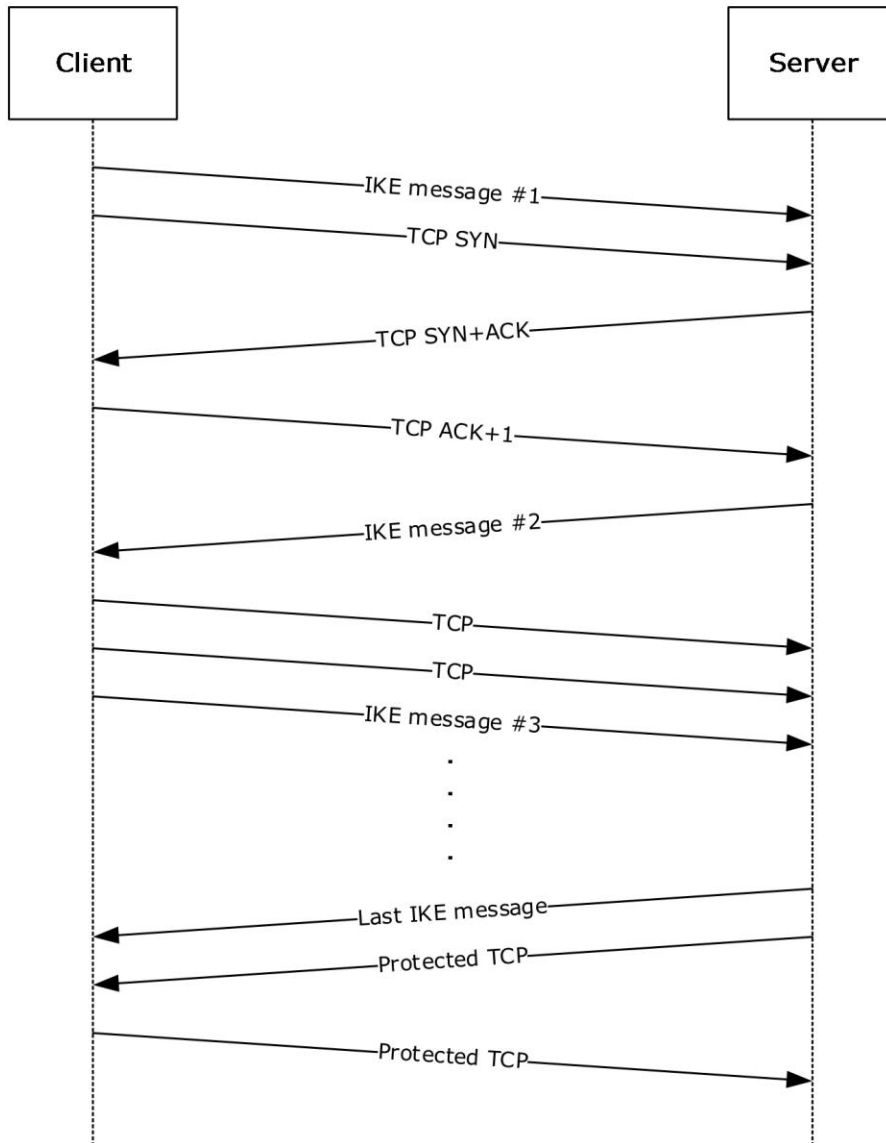 Client
Server
IKE message #1
TCP SYN
TCP SYN+ACK
TCP ACK+1
IKE message #2
TCP
TCP
IKE message #3
Last IKE message
Protected TCP
Protected TCP